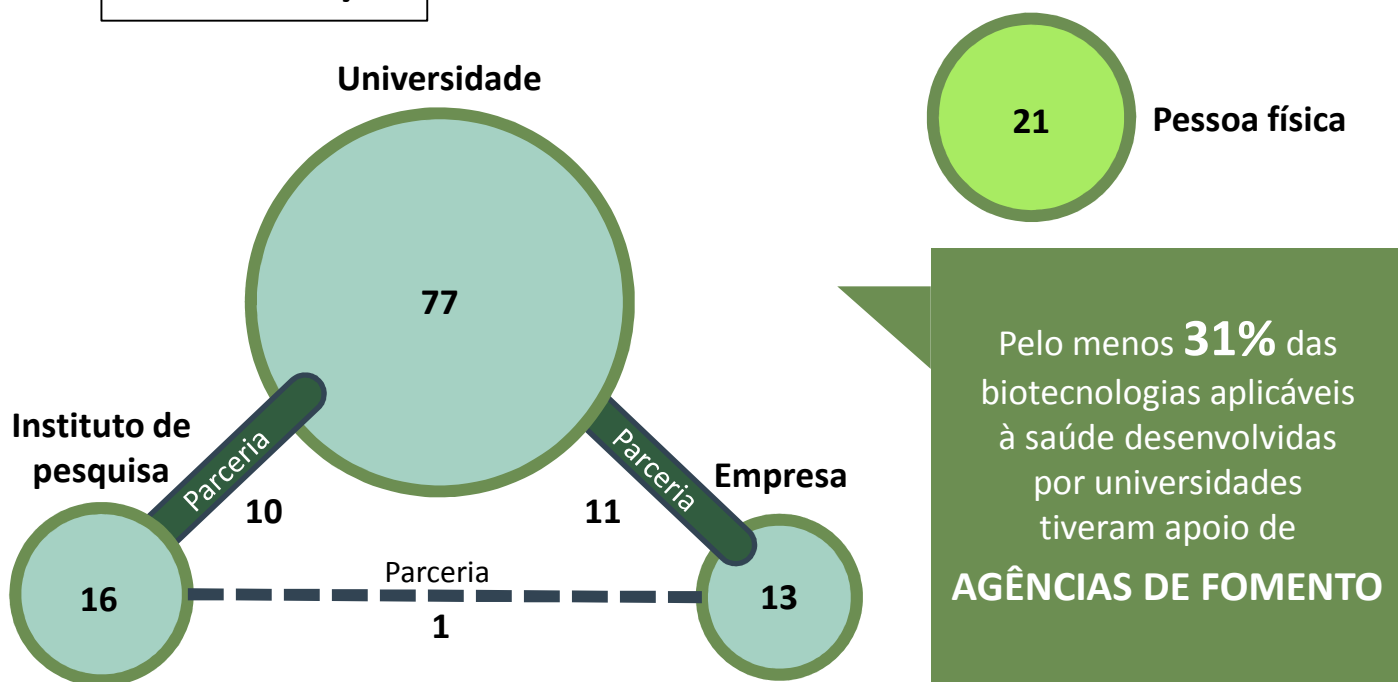 Universidade
77
21
Pessoa física
Instituto de
pesquisa
Parceria
10
Parceria
11
Empresa
16
Parceria
1
13
Pelo menos 31% das
biotecnologias aplicáveis
à saúde desenvolvidas
por universidades
tiveram apoio de
AGÊNCIAS DE FOMENTO